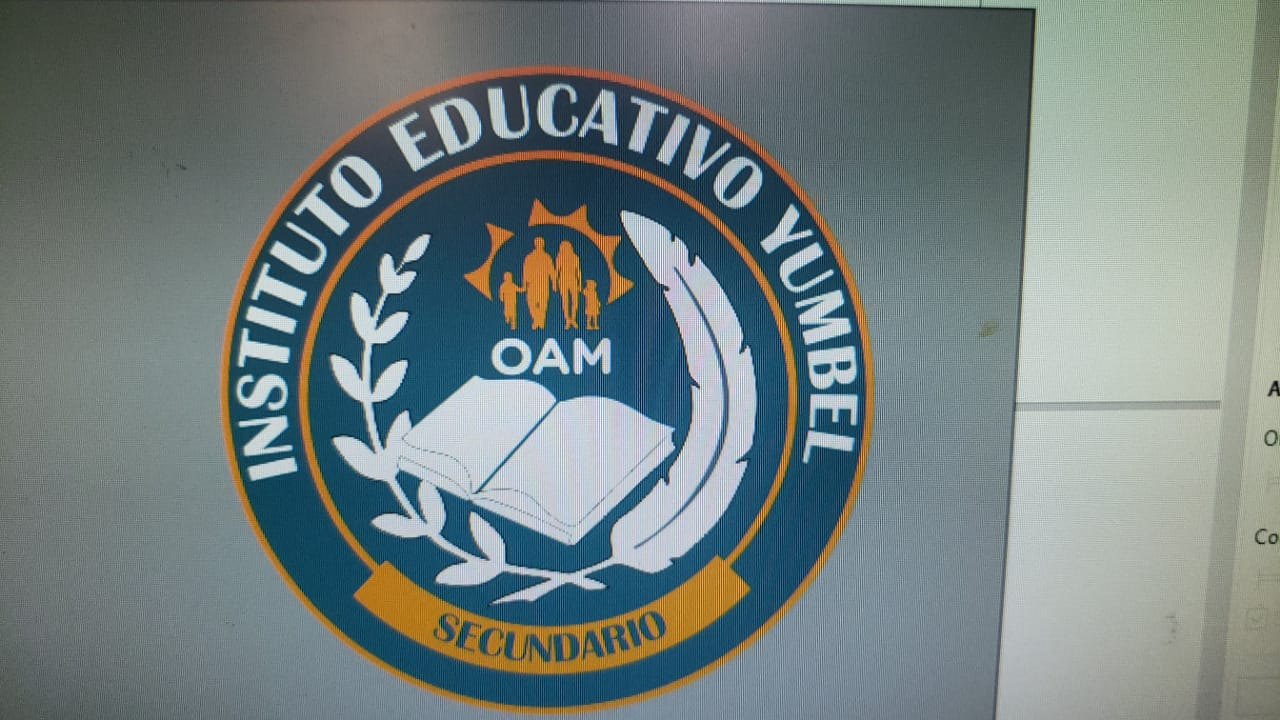 INSTITUTO EDUCATIVO YUMBEL
OAM
SECUNDARIO